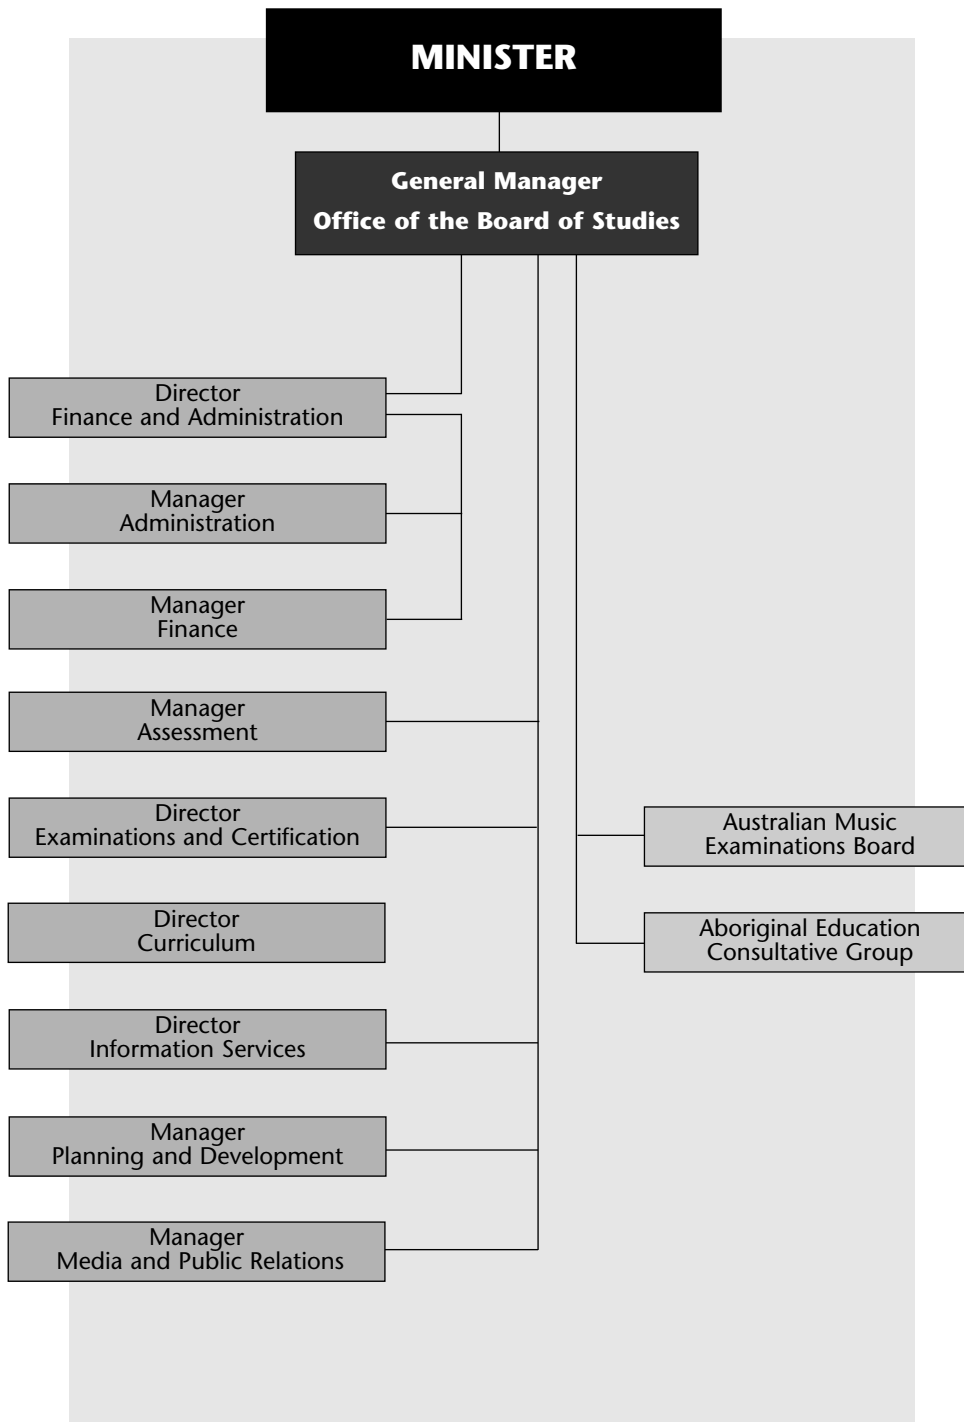 MINISTER
General Manager
Office of the Board of Studies
Director
Finance and Administration
Manager
Administration
Manager
Finance
Manager
Assessment
Director
Examinations and Certification
Director
Curriculum
Director
Information Services
Manager
Planning and Development
Manager
Media and Public Relations
Australian Music
Examinations Board
Aboriginal Education
Consultative Group